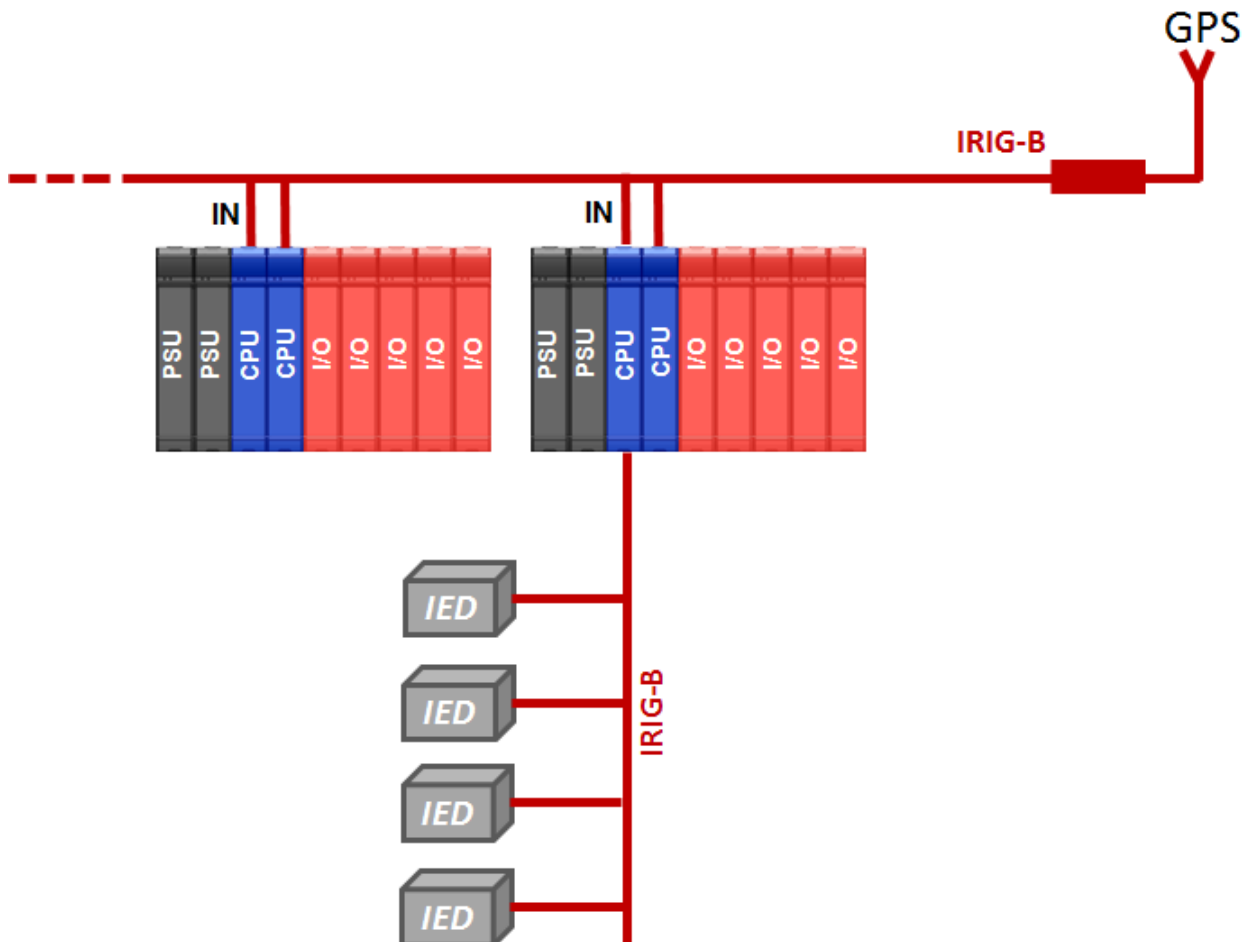 GPS
IRIG-B
IN
IN
PSU
PSU
CPU
CPU
I/O
I/O
I/O
I/O
I/O
PSU
PSU
CPU
CPU
I/O
I/O
I/O
I/O
I/O
IED
IED
IRIG-B
IED
IED